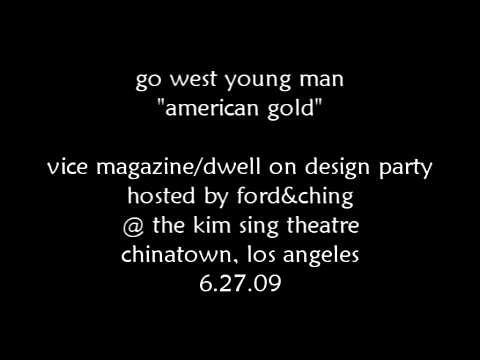 go west young man
"american gold"
vice magazine/dwell on design party
hosted by ford&ching
@ the kim sing theatre
chinatown, los angeles
6.27.09